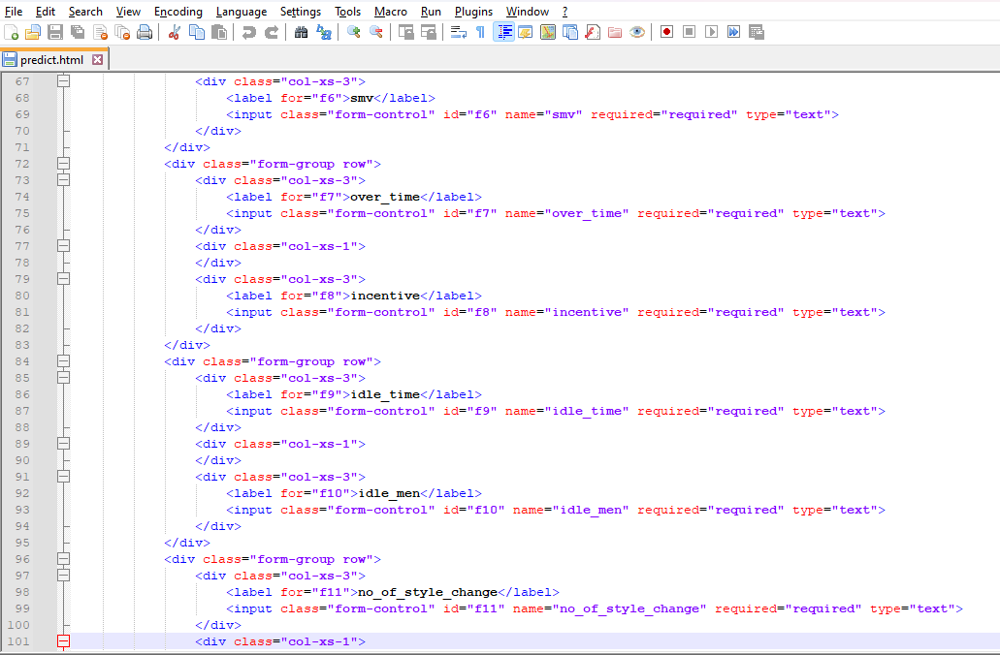 File Edit Search View Encoding Language Settings Tools Macro Run Plugins Window ?
predict.html
67 <div class="col-xs-3">
68 <label for="f6">smv</label>
69 <input class="form-control" id="f6" name="smv" required="required" type="text">
70 </div>
71 </div>
72 <div class="form-group row">
73 <div class="col-xs-3">
74 <label for="f7">over_time</label>
75 <input class="form-control" id="f7" name="over_time" required="required" type="text">
76 </div>
77 <div class="col-xs-1">
78 </div>
79 <div class="col-xs-3">
80 <label for="f8">incentive</label>
81 <input class="form-control" id="f8" name="incentive" required="required" type="text">
82 </div>
83 </div>
84 <div class="form-group row">
85 <div class="col-xs-3">
86 <label for="f9">idle_time</label>
87 <input class="form-control" id="f9" name="idle_time" required="required" type="text">
88 </div>
89 <div class="col-xs-1">
90 </div>
91 <div class="col-xs-3">
92 <label for="f10">idle_men</label>
93 <input class="form-control" id="f10" name="idle_men" required="required" type="text">
94 </div>
95 </div>
96 <div class="form-group row">
97 <div class="col-xs-3">
98 <label for="f11">no_of_style_change</label>
99 <input class="form-control" id="f11" name="no_of_style_change" required="required" type="text">
100 </div>
101 <div class="col-xs-1">